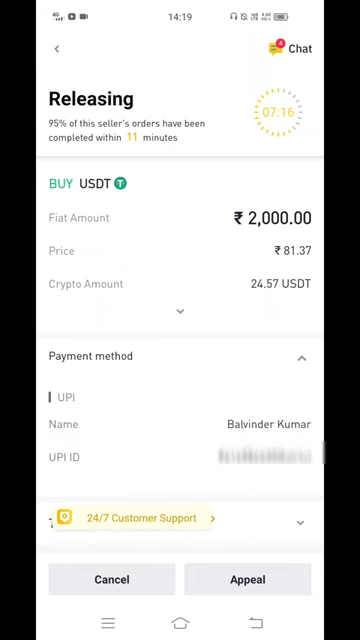 14:19
4
Chat
Releasing
95% of this seller's orders have been
completed within 11 minutes
07:16
BUY USDT
Fiat Amount ₹ 2,000.00
Price ₹ 81.37
Crypto Amount 24.57 USDT
Payment method
UPI
Name Balvinder Kumar
UPI ID
24/7 Customer Support
Cancel Appeal